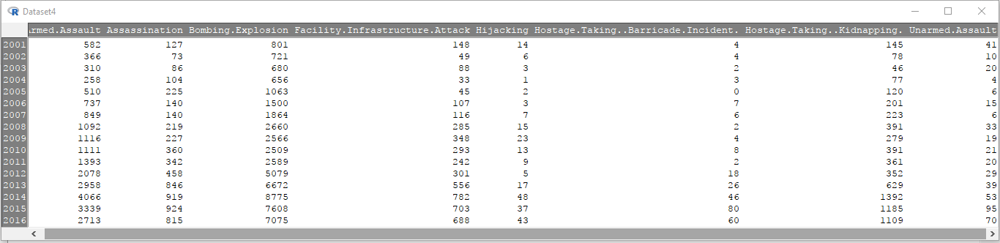 Dataset4
rmed.Assault Assassination Bombing.Explosion Facility.Infrastructure.Attack Hijacking Hostage.Taking..Barricade.Incident. Hostage.Taking..Kidnapping. Unarmed.Assault
2001 582 127 801 148 14 4 145 41
2002 366 73 721 49 6 4 78 10
2003 310 86 680 88 3 2 46 20
2004 258 104 656 33 1 3 77 4
2005 510 225 1063 45 2 0 120 6
2006 737 140 1500 107 3 7 201 15
2007 849 140 1864 116 7 6 223 6
2008 1092 219 2660 285 15 2 391 33
2009 1116 227 2566 348 23 4 279 19
2010 1111 360 2509 293 13 8 391 21
2011 1393 342 2589 242 9 2 361 20
2012 2078 458 5079 301 5 18 352 29
2013 2958 846 6672 556 17 26 629 39
2014 4066 919 8775 782 48 46 1392 53
2015 3339 924 7608 703 37 80 1185 95
2016 2713 815 7075 688 43 60 1109 70